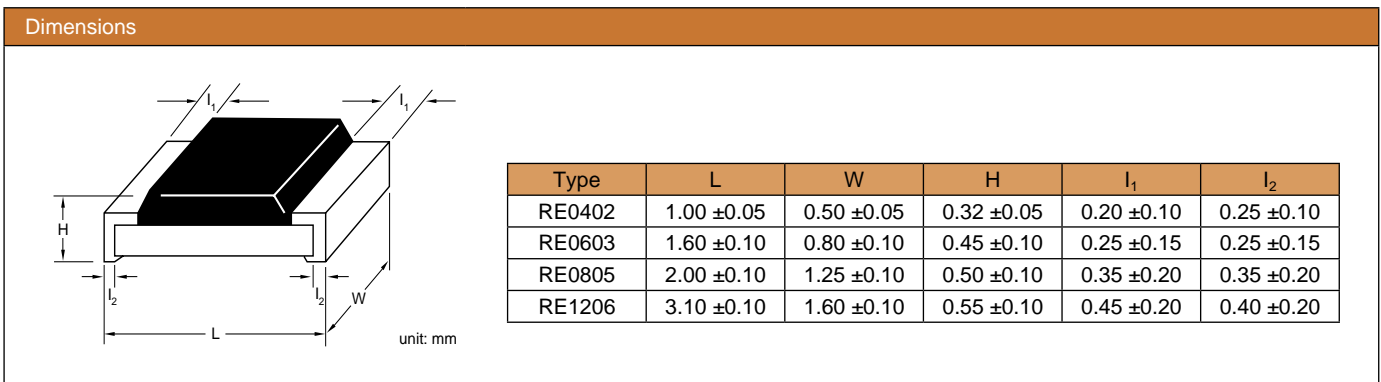 Dimensions
I₁ I₁
H
I₂ I₂ W
L
unit: mm
Type L W H I₁ I₂
RE0402 1.00 ±0.05 0.50 ±0.05 0.32 ±0.05 0.20 ±0.10 0.25 ±0.10
RE0603 1.60 ±0.10 0.80 ±0.10 0.45 ±0.10 0.25 ±0.15 0.25 ±0.15
RE0805 2.00 ±0.10 1.25 ±0.10 0.50 ±0.10 0.35 ±0.20 0.35 ±0.20
RE1206 3.10 ±0.10 1.60 ±0.10 0.55 ±0.10 0.45 ±0.20 0.40 ±0.20